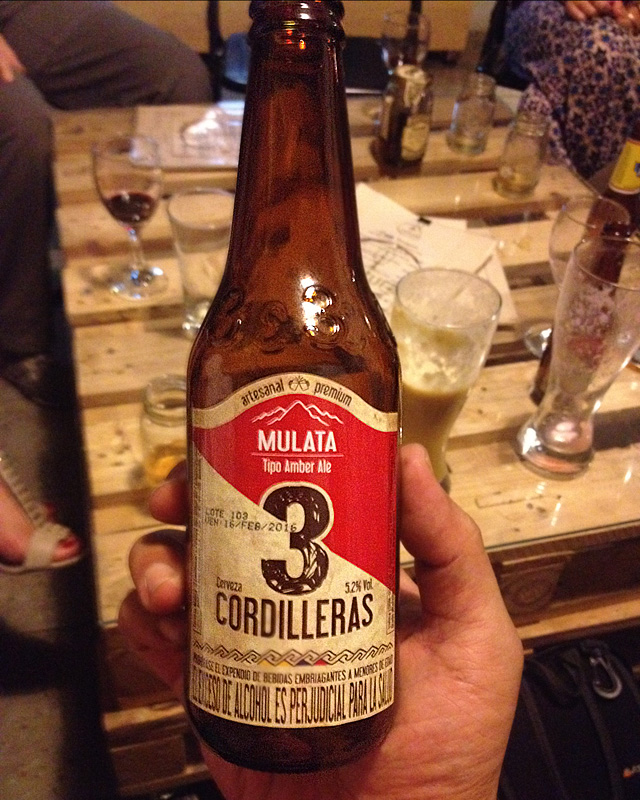 artesanal premium
MULATA
Tipo Amber Ale
3
LOTE 103
VEN:16/FEB/2016
Cerveza 5.2% Vol.
CORDILLERAS
EL EXPENDIO DE BEBIDAS EMBRIAGANTES A MENORES DE EDAD
EL EXCESO DE ALCOHOL ES PERJUDICIAL PARA LA SALUD